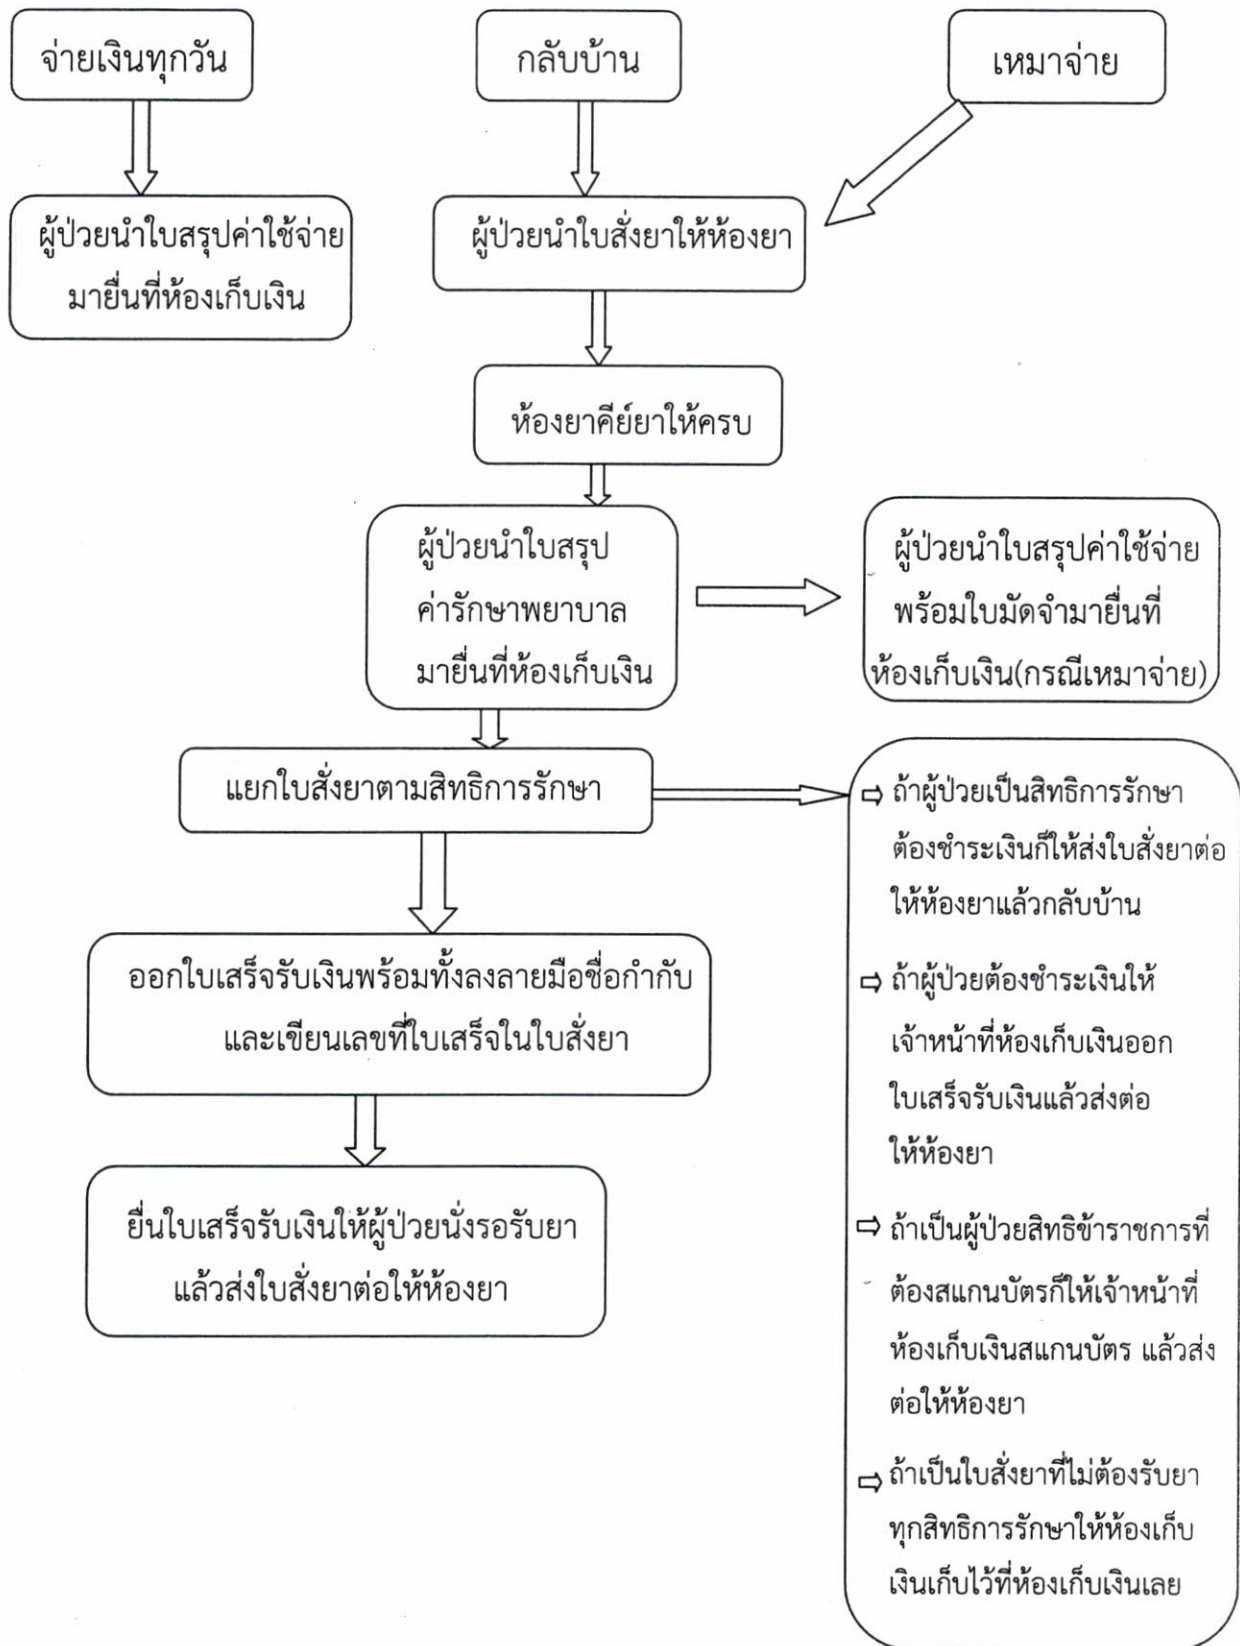 จ่ายเงินทุกวัน
กลับบ้าน
เหมาจ่าย
ผู้ป่วยนำใบสรุปค่าใช้จ่าย
มายื่นที่ห้องเก็บเงิน
ผู้ป่วยนำใบสั่งยาให้ห้องยา
ห้องยาคีย์ยาให้ครบ
ผู้ป่วยนำใบสรุป
ค่ารักษาพยาบาล
มายื่นที่ห้องเก็บเงิน
ผู้ป่วยนำใบสรุปค่าใช้จ่าย
พร้อมใบมัดจำมายื่นที่
ห้องเก็บเงิน(กรณีเหมาจ่าย)
แยกใบสั่งยาตามสิทธิการรักษา
ออกใบเสร็จรับเงินพร้อมทั้งลงลายมือชื่อกำกับ
และเขียนเลขที่ใบเสร็จในใบสั่งยา
ยื่นใบเสร็จรับเงินให้ผู้ป่วยนั่งรอรับยา
แล้วส่งใบสั่งยาต่อให้ห้องยา
ถ้าผู้ป่วยเป็นสิทธิการรักษา
ต้องชำระเงินก็ให้ส่งใบสั่งยาต่อ
ให้ห้องยาแล้วกลับบ้าน
ถ้าผู้ป่วยต้องชำระเงินให้
เจ้าหน้าที่ห้องเก็บเงินออก
ใบเสร็จรับเงินแล้วส่งต่อ
ให้ห้องยา
ถ้าเป็นผู้ป่วยสิทธิข้าราชการที่
ต้องสแกนบัตรก็ให้เจ้าหน้าที่
ห้องเก็บเงินสแกนบัตร แล้วส่ง
ต่อให้ห้องยา
ถ้าเป็นใบสั่งยาที่ไม่ต้องรับยา
ทุกสิทธิการรักษาให้ห้องเก็บ
เงินเก็บไว้ที่ห้องเก็บเงินเลย